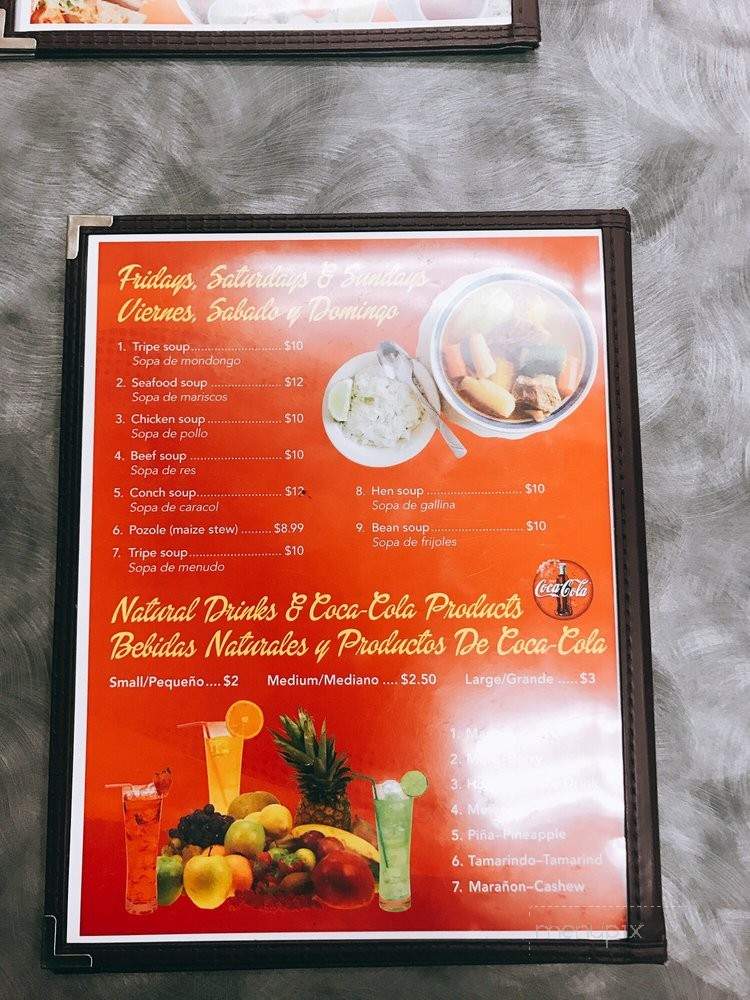 Fridays, Saturdays & Sundays
Viernes, Sabado y Domingo
1. Tripe soup............................ $10
Sopa de mondongo
2. Seafood soup ...................... $12
Sopa de mariscos
3. Chicken soup....................... $10
Sopa de pollo
4. Beef soup ............................ $10
Sopa de res
5. Conch soup.......................... $12
Sopa de caracol
6. Pozole (maize stew) ......... $8.99
7. Tripe soup............................ $10
Sopa de menudo
8. Hen soup ............................ $10
Sopa de gallina
9. Bean soup............................ $10
Sopa de frijoles
Coca-Cola
Natural Drinks & Coca-Cola Products
Bebidas Naturales y Productos De Coca-Cola
Small/Pequeño.... $2 Medium/Mediano .... $2.50 Large/Grande ..... $3
1.
2.
3.
4.
5. Piña-Pineapple
6. Tamarindo-Tamarind
7. Marañon-Cashew
menupix